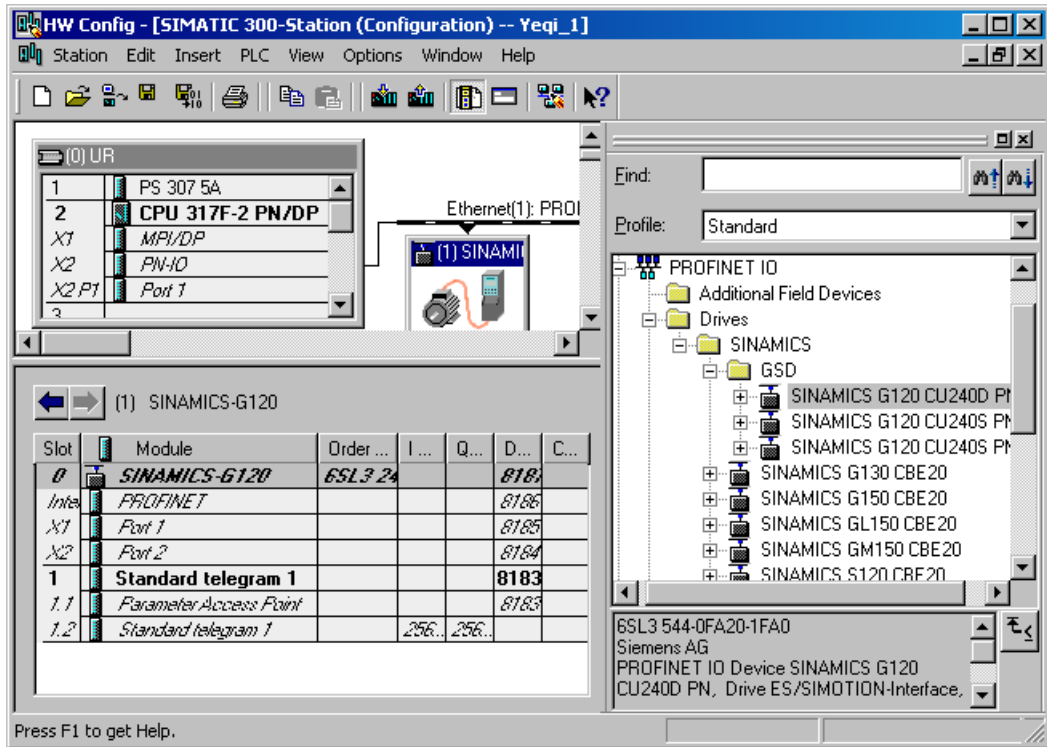 HW Config - [SIMATIC 300-Station (Configuration) -- Yeqi_1]
Station Edit Insert PLC View Options Window Help
(0) UR
1 PS 307 5A
2 CPU 317F-2 PN/DP
X1 MPI/DP
X2 PN-IO
X2 P1 Port 1
3
Ethernet(1): PROI
(1) SINAMI
(1) SINAMICS-G120
Slot Module Order ... I ... Q... D... C...
0 SINAMICS-G120 6SL3 24 8187
Inte PROFINET 8186
X1 Port 1 8185
X2 Port 2 8184
1 Standard telegram 1 8183
1.1 Parameter Access Point 8183
1.2 Standard telegram 1 256... 256...
Find:
Profile: Standard
PROFINET IO
Additional Field Devices
Drives
SINAMICS
GSD
SINAMICS G120 CU240D PN
SINAMICS G120 CU240S PN
SINAMICS G120 CU240S PN
SINAMICS G130 CBE20
SINAMICS G150 CBE20
SINAMICS GL150 CBE20
SINAMICS GM150 CBE20
SINAMICS S120 CBE20
6SL3 544-0FA20-1FA0
Siemens AG
PROFINET IO Device SINAMICS G120
CU240D PN, Drive ES/SIMOTION-Interface,
Press F1 to get Help.